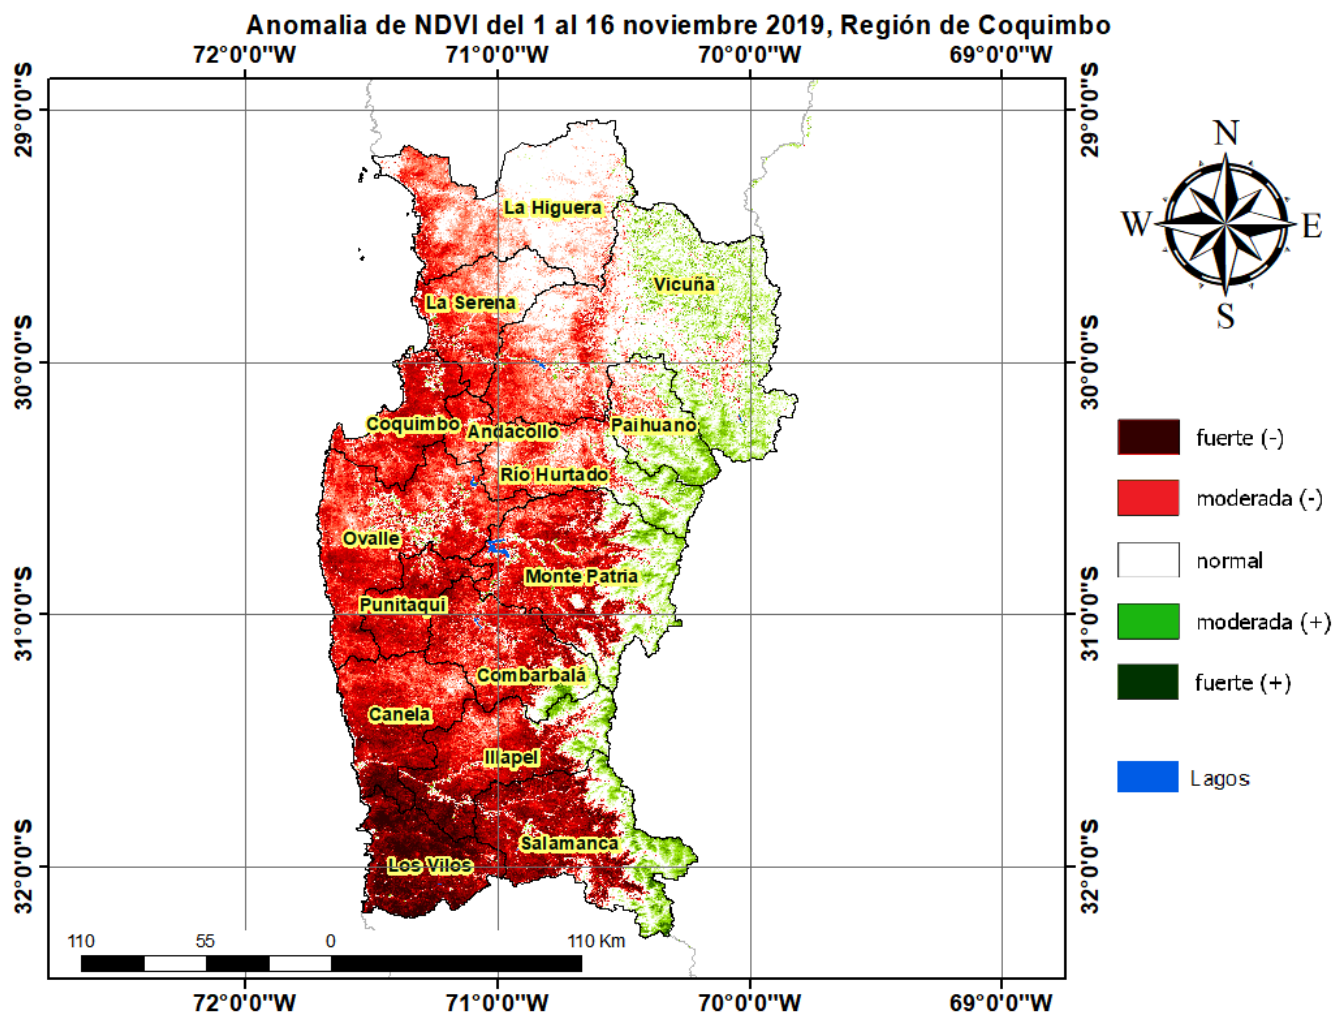 Anomalia de NDVI del 1 al 16 noviembre 2019, Región de Coquimbo
72°0'0"W 71°0'0"W 70°0'0"W 69°0'0"W
29°0'0"S 29°0'0"S
N
W E
S
La Higuera
Vicuña
La Serena
30°0'0"S 30°0'0"S
Coquimbo
Andacollo
Paihuano
Río Hurtado
fuerte (-)
moderada (-)
normal
moderada (+)
fuerte (+)
Lagos
Ovalle
Monte Patria
Punitaqui
31°0'0"S 31°0'0"S
Combarbalá
Canela
Illapel
Salamanca
Los Vilos
32°0'0"S 32°0'0"S
110 55 0 110 Km
72°0'0"W 71°0'0"W 70°0'0"W 69°0'0"W